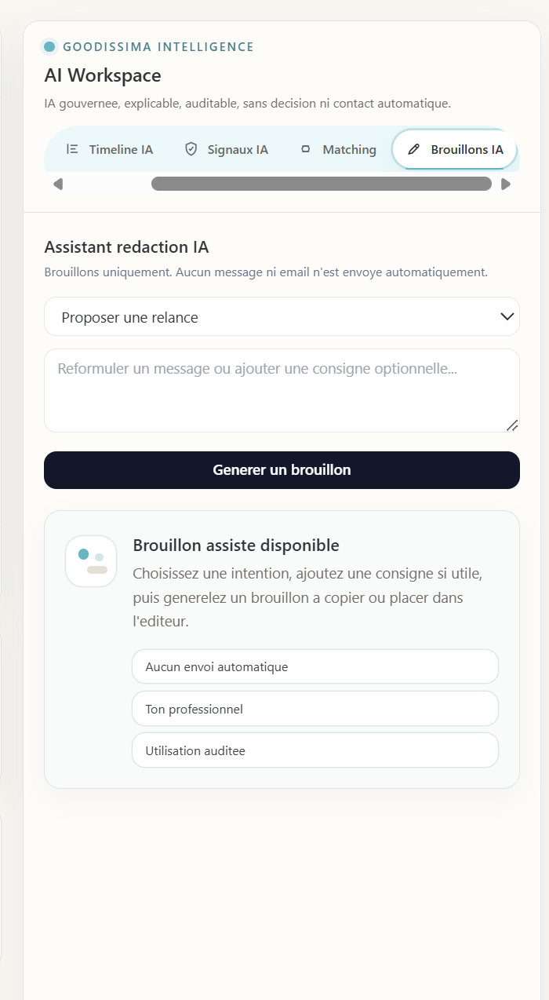 GOODISSIMA INTELLIGENCE
AI Workspace
IA gouvernee, explicable, auditable, sans decision ni contact automatique.
Timeline IA
Signaux IA
Matching
Brouillons IA
Assistant redaction IA
Brouillons uniquement. Aucun message ni email n'est envoye automatiquement.
Proposer une relance
Reformuler un message ou ajouter une consigne optionnelle...
Generer un brouillon
Brouillon assiste disponible
Choisissez une intention, ajoutez une consigne si utile,
puis generelez un brouillon a copier ou placer dans
l'editeur.
Aucun envoi automatique
Ton professionnel
Utilisation auditee